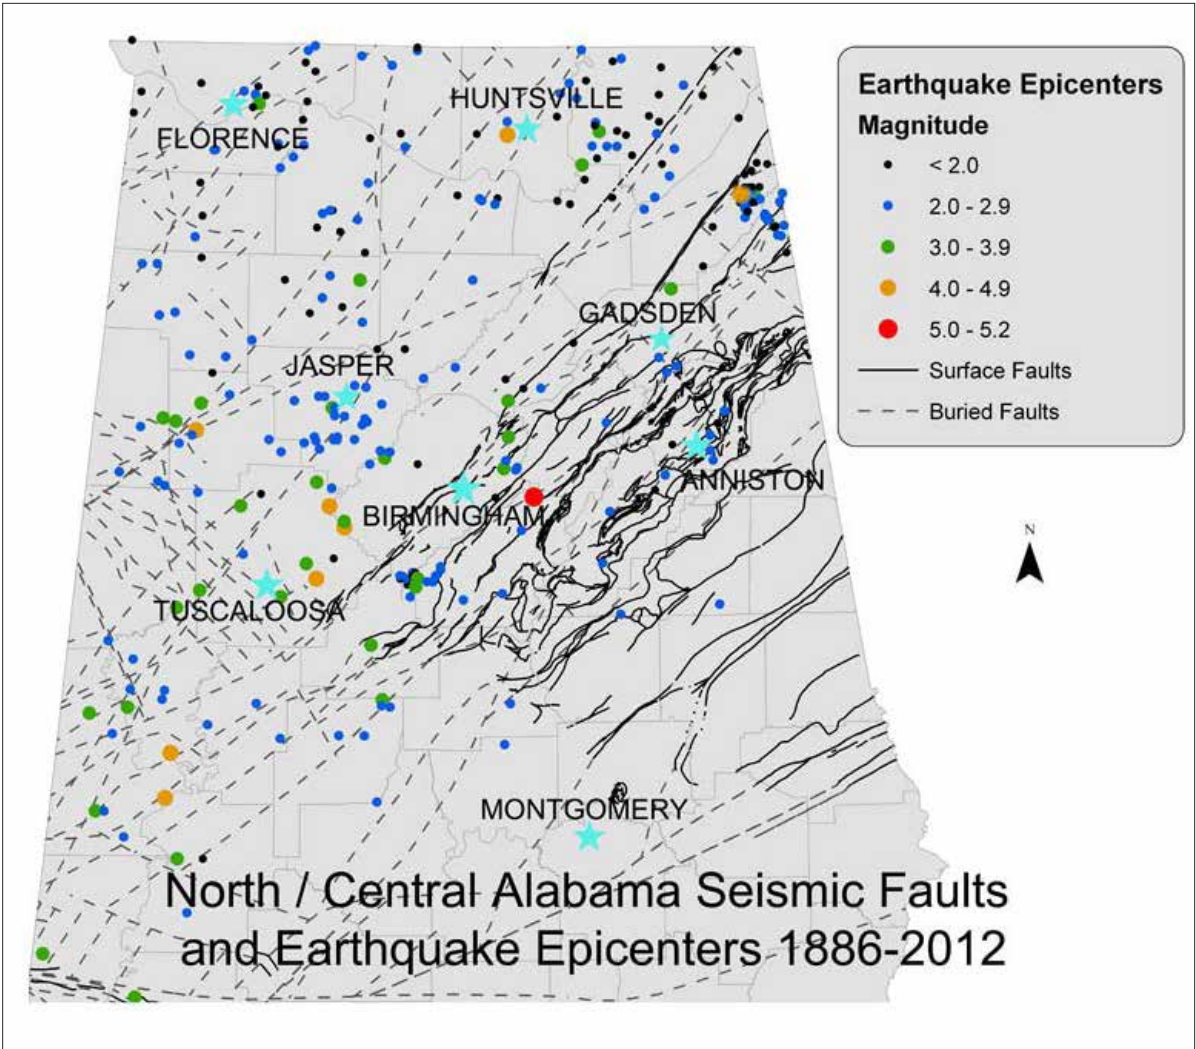 HUNTSVILLE
FLORENCE
GADSDEN
JASPER
ANNISTON
BIRMINGHAM
TUSCALOOSA
MONTGOMERY
North / Central Alabama Seismic Faults
and Earthquake Epicenters 1886-2012
Earthquake Epicenters
Magnitude
< 2.0
2.0 - 2.9
3.0 - 3.9
4.0 - 4.9
5.0 - 5.2
Surface Faults
Buried Faults
N